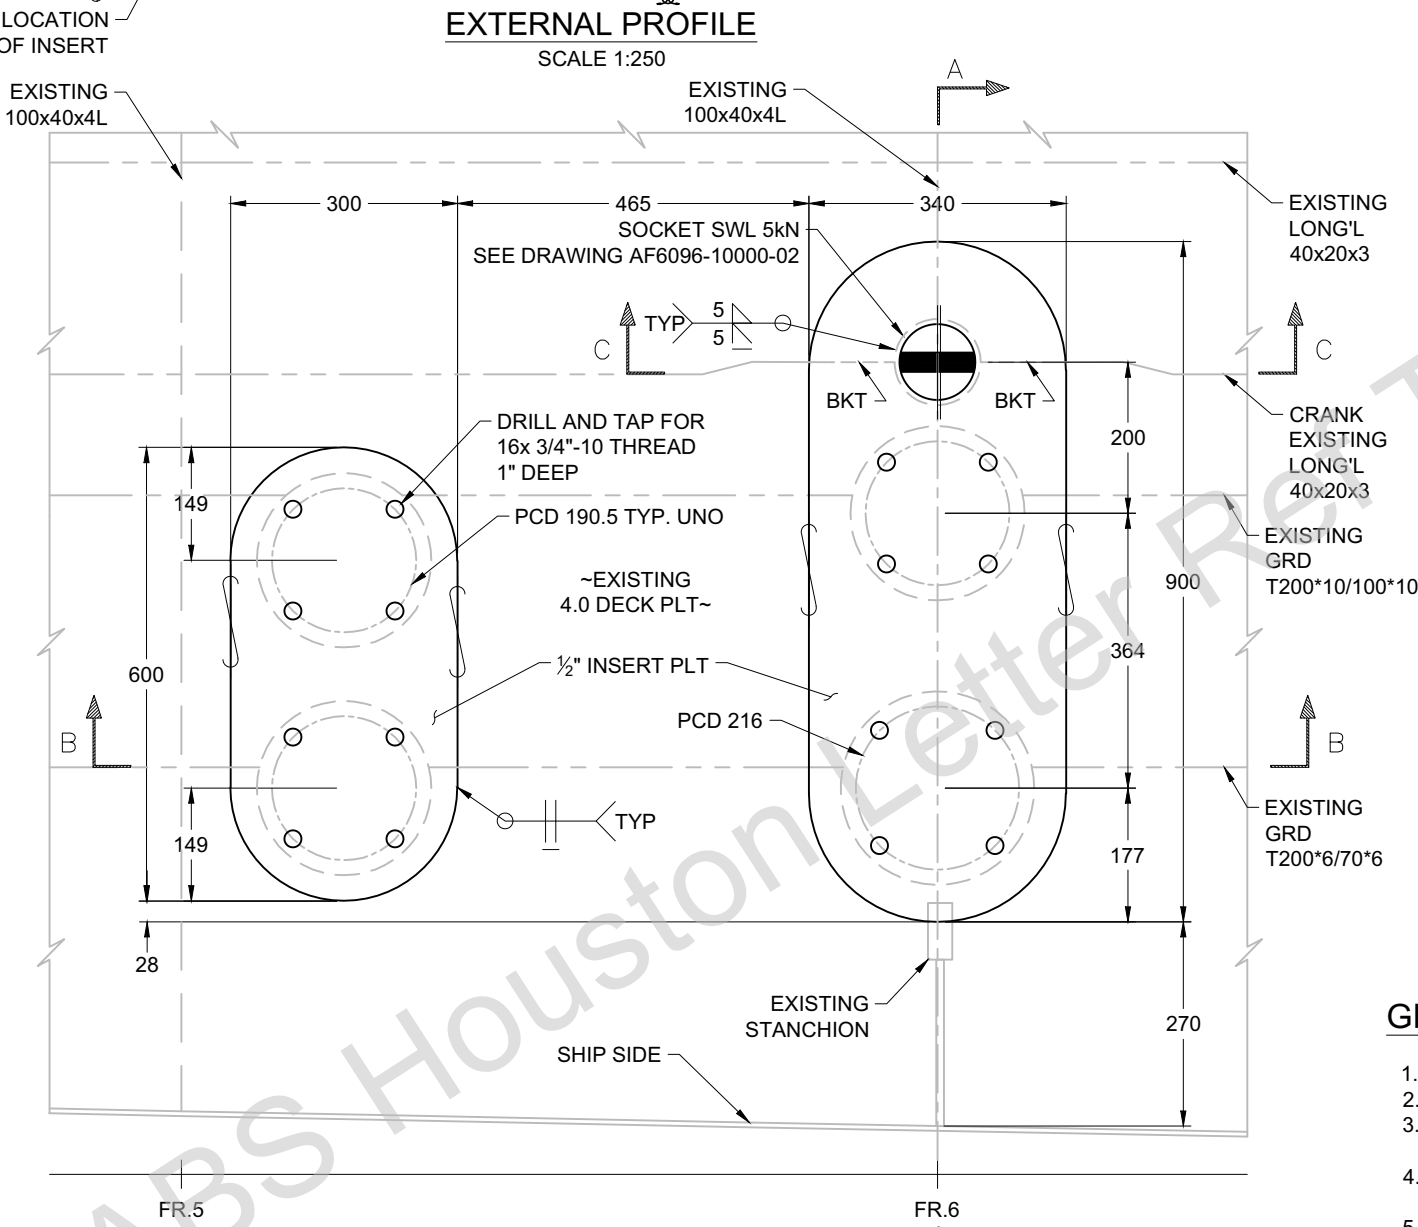 LOCATION
OF INSERT
EXTERNAL PROFILE
SCALE 1:250
EXISTING
100x40x4L
EXISTING
100x40x4L
A
300
465
340
SOCKET SWL 5kN
SEE DRAWING AF6096-10000-02
EXISTING
LONG'L
40x20x3
TYP
5
5
C
C
BKT
BKT
CRANK
EXISTING
LONG'L
40x20x3
DRILL AND TAP FOR
16x 3/4"-10 THREAD
1" DEEP
200
149
PCD 190.5 TYP. UNO
EXISTING
GRD
T200*10/100*10
~EXISTING
4.0 DECK PLT~
900
364
600
½" INSERT PLT
PCD 216
B
B
EXISTING
GRD
T200*6/70*6
TYP
149
177
28
EXISTING
STANCHION
270
SHIP SIDE
FR.5
FR.6
1.
2.
3.
4.
ABS Houston Letter Ref